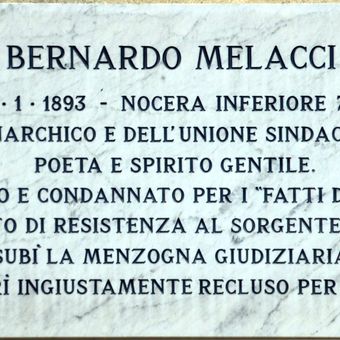 BERNARDO MELACCI
· 1 · 1893 - NOCERA INFERIORE 7
NARCHICO E DELL'UNIONE SINDAC
POETA E SPIRITO GENTILE.
O E CONDANNATO PER I "FATTI D
TO DI RESISTENZA AL SORGENTE
SUBÌ LA MENZOGNA GIUDIZIARIA
RÌ INGIUSTAMENTE RECLUSO PER